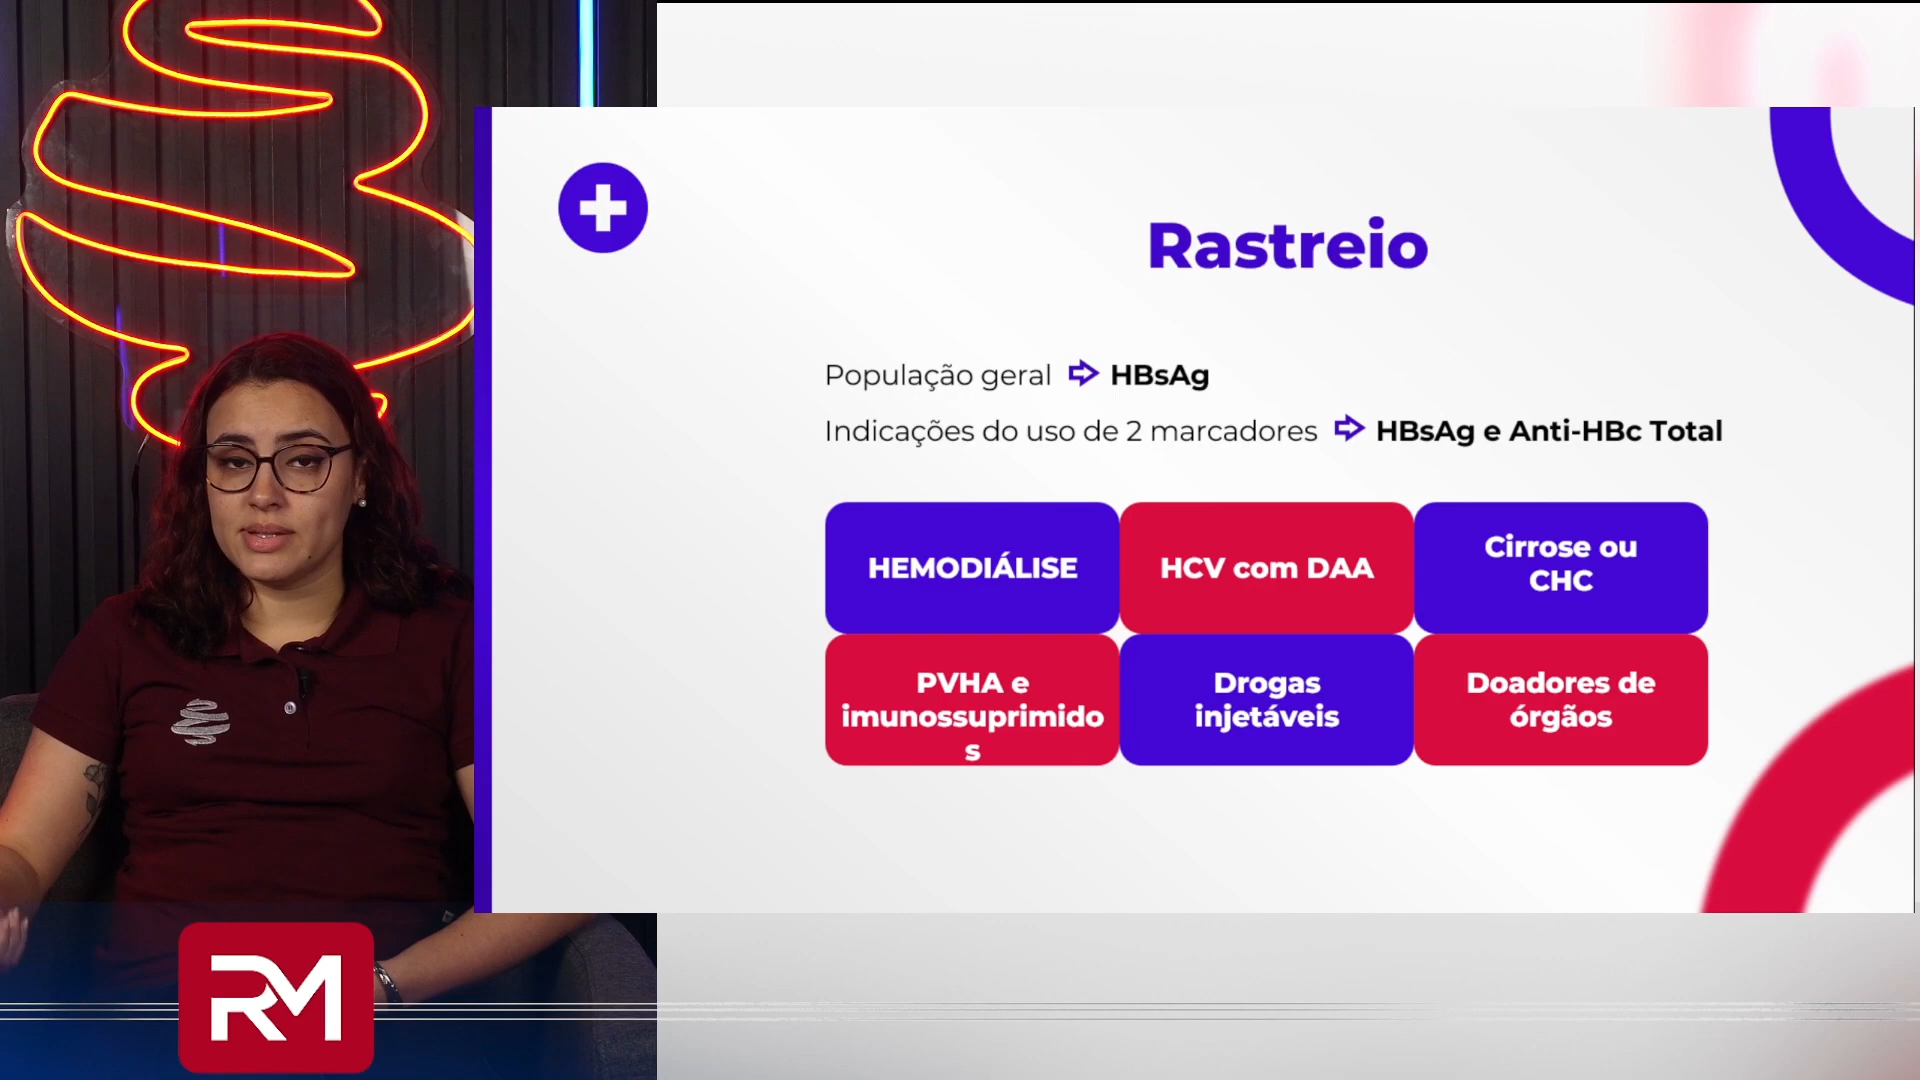 Rastreio
População geral ➩ HBsAg
Indicações do uso de 2 marcadores ➩ HBsAg e Anti-HBc Total
HEMODIÁLISE
HCV com DAA
Cirrose ou
CHC
PVHA e
imunossuprimido
s
Drogas
injetáveis
Doadores de
órgãos
RM